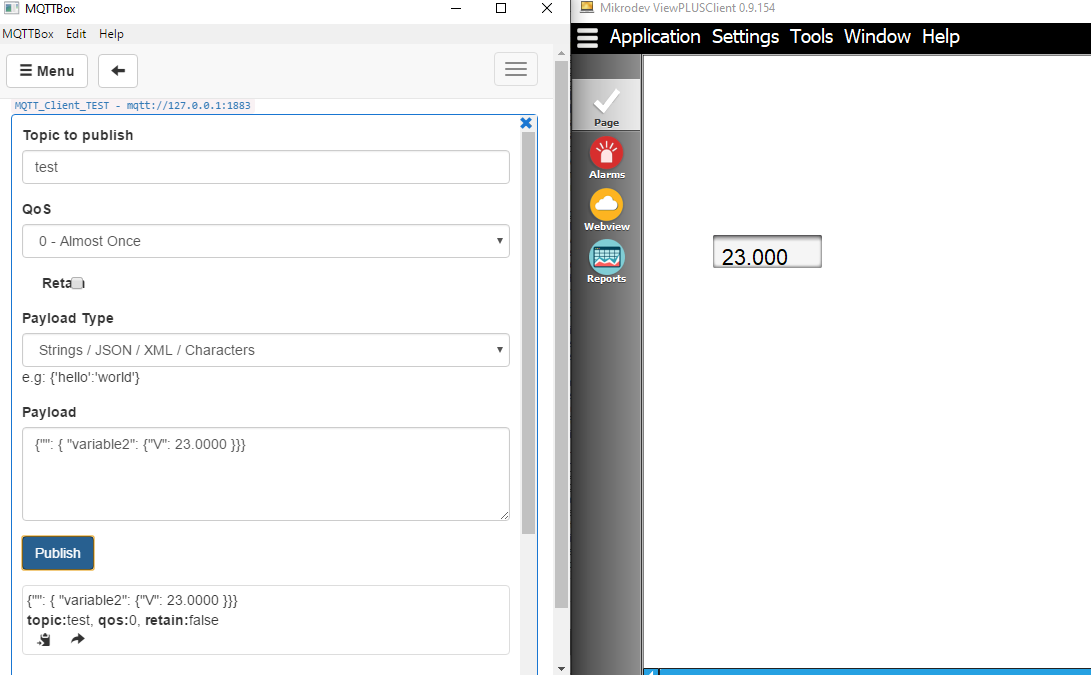 MQTTBox
MQTTBox Edit Help
Menu
MQTT_Client_TEST - mqtt://127.0.0.1:1883
Topic to publish
test
QoS
0 - Almost Once
Retain
Payload Type
Strings / JSON / XML / Characters
e.g: {'hello':'world'}
Payload
{"": { "variable2": {"V": 23.0000 }}}
Publish
{"": { "variable2": {"V": 23.0000 }}}
topic:test, qos:0, retain:false
Mikrodev ViewPLUSClient 0.9.154
Application Settings Tools Window Help
Page
Alarms
Webview
Reports
23.000